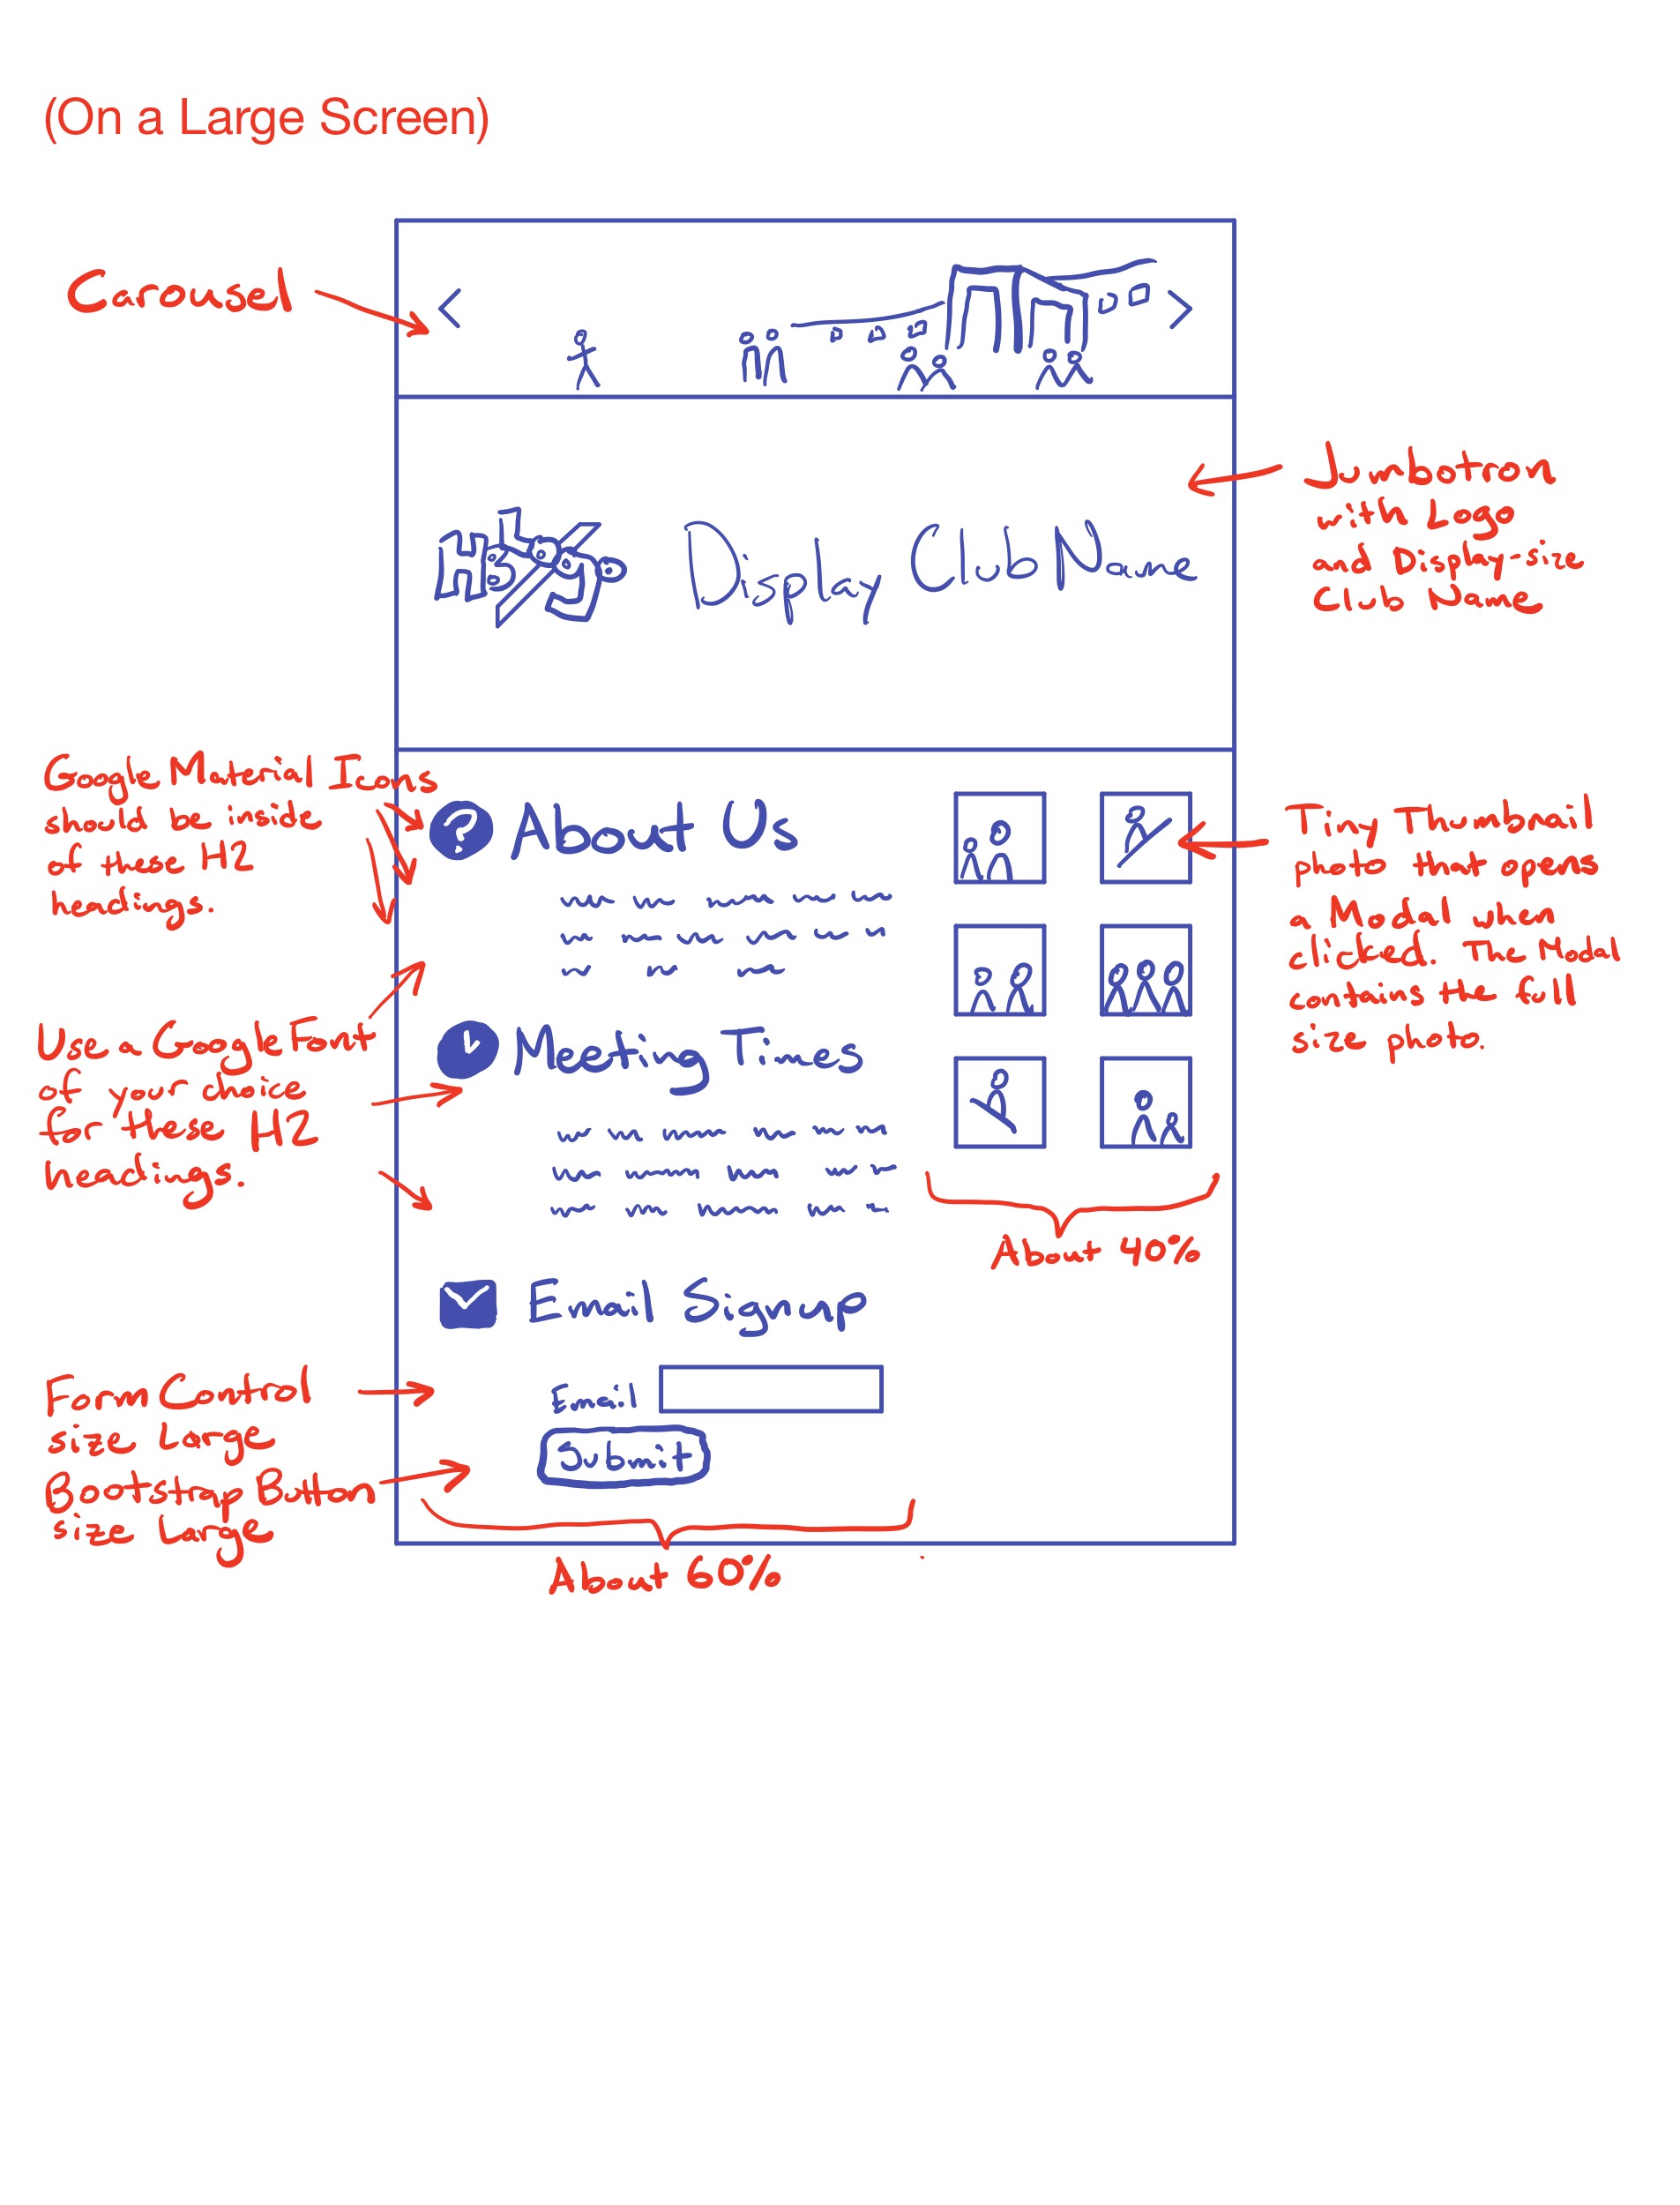 (On a Large Screen)
Carousel
Jumbotron
with Logo
and Display-size
Club Name
Display Club Name
Google Material Icons
should be inside
of these H2
headings.
About Us
Tiny Thumbnail
photo that opens
a Modal when
clicked. The Modal
contains the full
size photo.
Use a Google Font
of your choice
for these H2
headings.
Meeting Times
About 40%
Email Signup
Form Control
size Large
Email
Submit
Bootstrap Button
size Large
About 60%